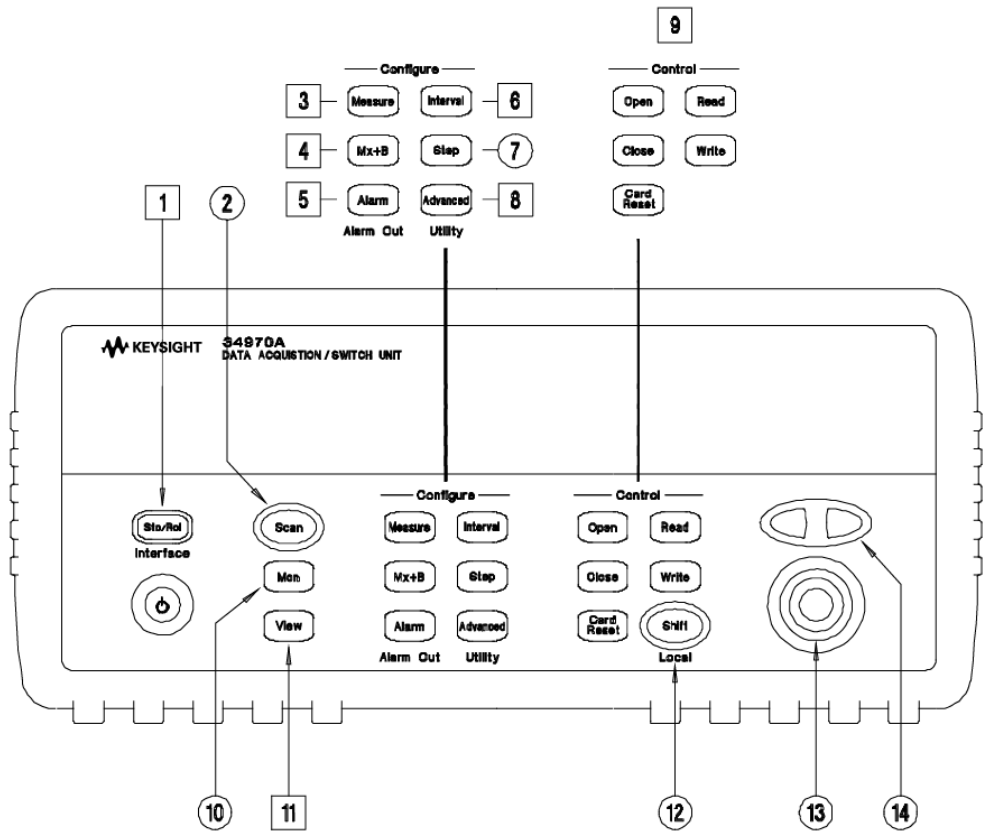 9
Configure
Control
3
Measure
Interval
6
Open
Read
4
Mx+B
Step
7
Close
Write
5
Alarm
Advanced
8
Card
Reset
Alarm Out
Utility
1
2
KEYSIGHT
34970A
DATA ACQUISTION / SWITCH UNIT
Configure
Control
Sto/Rcl
Interface
Scan
Measure
Interval
Open
Read
Mon
Mx+B
Step
Close
Write
View
Alarm
Advanced
Card
Reset
Shift
Alarm Out
Utility
Local
10
11
12
13
14